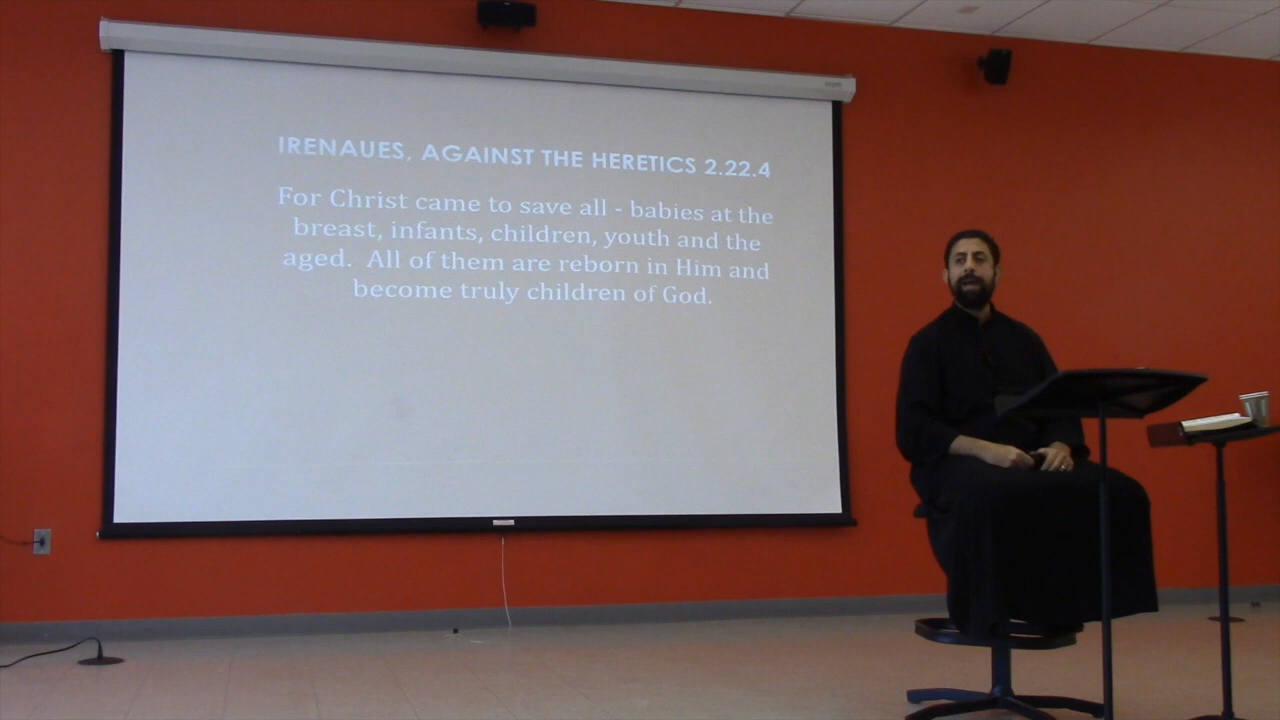 IRENAUES, AGAINST THE HERETICS 2.22.4
For Christ came to save all - babies at the
breast, infants, children, youth and the
aged.  All of them are reborn in Him and
become truly children of God.